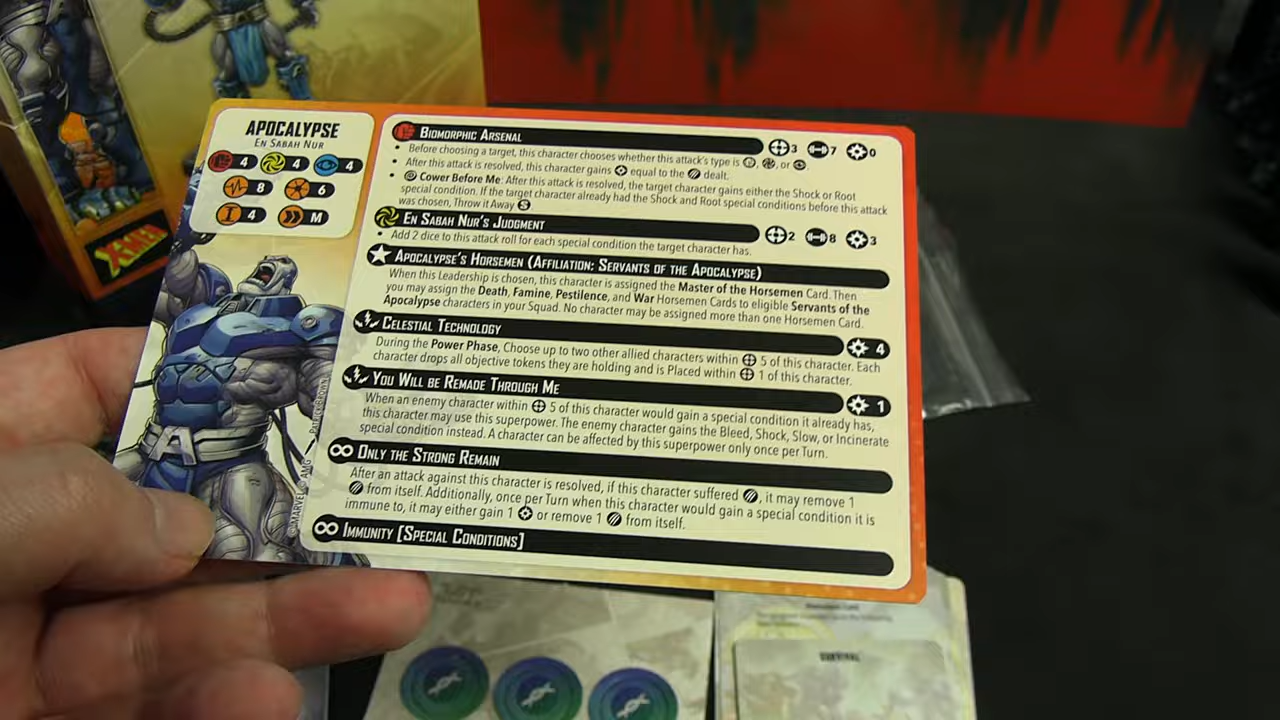 APOCALYPSE
EN SABAH NUR
4 4 4
8 6
4 M
BIOMORPHIC ARSENAL 3 7 0
• Before choosing a target, this character chooses whether this attack's type is , , or .
• After this attack is resolved, this character gains equal to the dealt.
• Cower Before Me: After this attack is resolved, the target character gains either the Shock or Root
special condition. If the target character already had the Shock and Root special conditions before this attack
was chosen, Throw it Away S.
EN SABAH NUR'S JUDGMENT 2 8 3
• Add 2 dice to this attack roll for each special condition the target character has.
APOCALYPSE'S HORSEMEN (AFFILIATION: SERVANTS OF THE APOCALYPSE)
When this Leadership is chosen, this character is assigned the Master of the Horsemen Card. Then
you may assign the Death, Famine, Pestilence, and War Horsemen Cards to eligible Servants of the
Apocalypse characters in your Squad. No character may be assigned more than one Horsemen Card.
CELESTIAL TECHNOLOGY 4
During the Power Phase, Choose up to two other allied characters within 5 of this character. Each
character drops all objective tokens they are holding and is Placed within 1 of this character.
YOU WILL BE REMADE THROUGH ME 1
When an enemy character within 5 of this character would gain a special condition it already has,
this character may use this superpower. The enemy character gains the Bleed, Shock, Slow, or Incinerate
special condition instead. A character can be affected by this superpower only once per Turn.
ONLY THE STRONG REMAIN
After an attack against this character is resolved, if this character suffered , it may remove 1
from itself. Additionally, once per Turn when this character would gain a special condition it is
immune to, it may either gain 1 or remove 1 from itself.
IMMUNITY [SPECIAL CONDITIONS]
X-MEN
A
©MARVEL © AMG
SURVIVAL